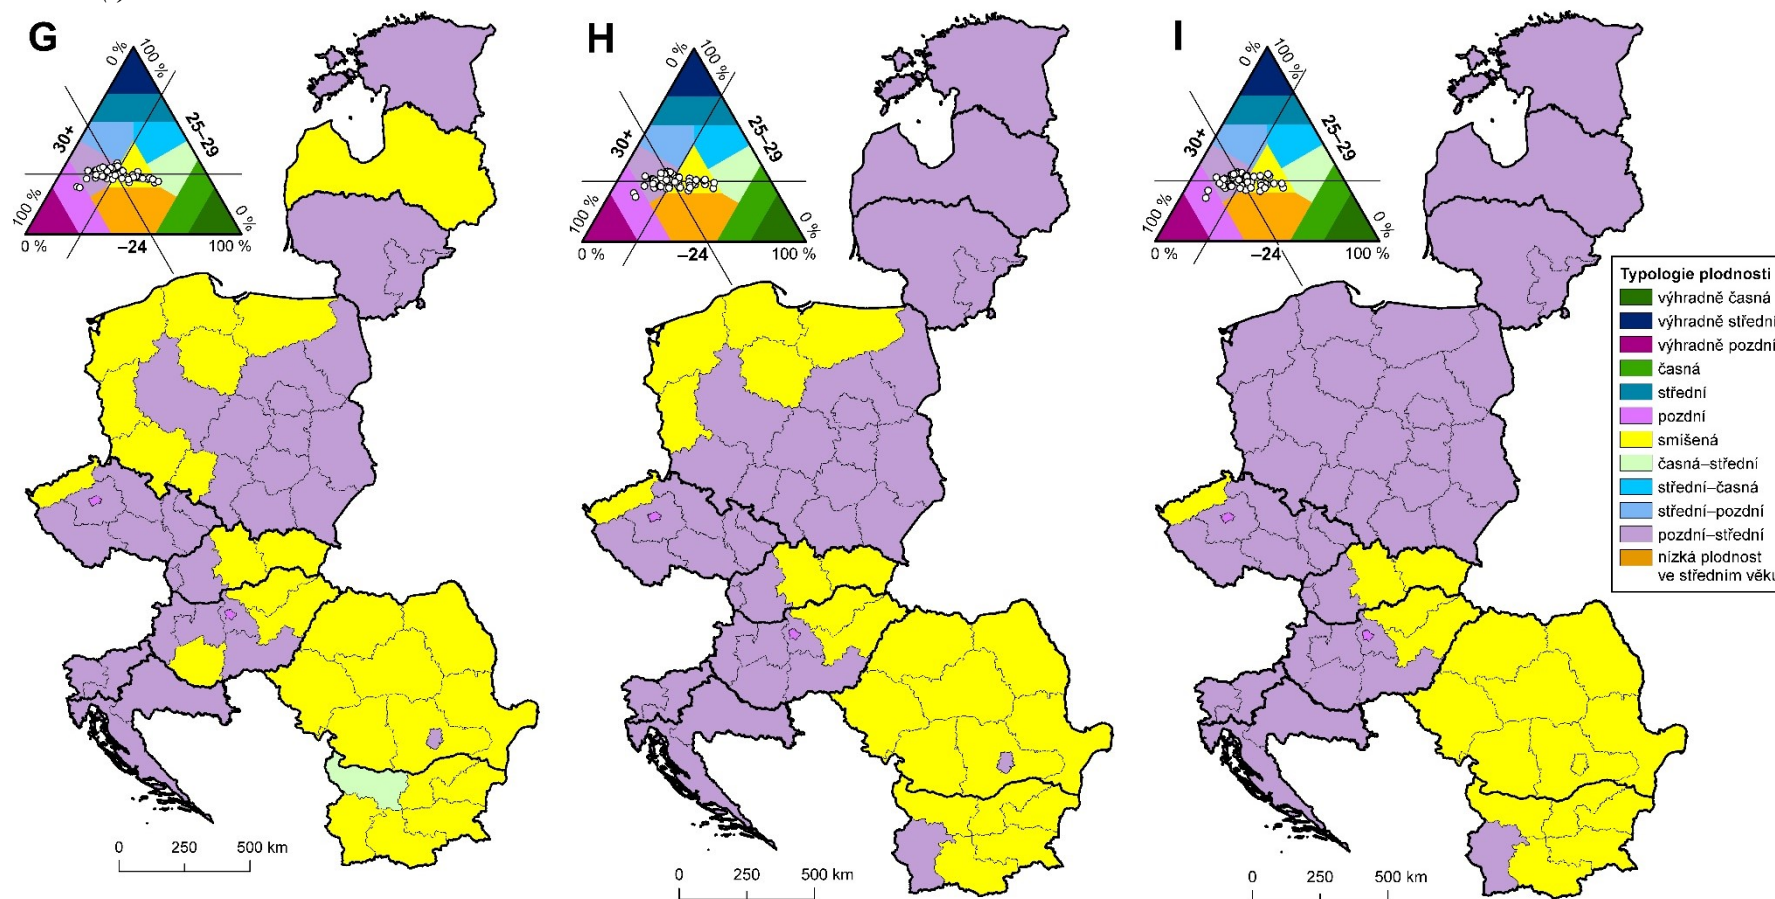 G
0 %
100 %
30+
25–29
100 %
0 %
0 %
–24
100 %
0
250
500 km
H
0 %
100 %
30+
25–29
100 %
0 %
0 %
–24
100 %
0
250
500 km
I
0 %
100 %
30+
25–29
100 %
0 %
0 %
–24
100 %
0
250
500 km
Typologie plodnosti
výhradně časná
výhradně střední
výhradně pozdní
časná
střední
pozdní
smíšená
časná–střední
střední–časná
střední–pozdní
pozdní–střední
nízká plodnost
ve středním věku